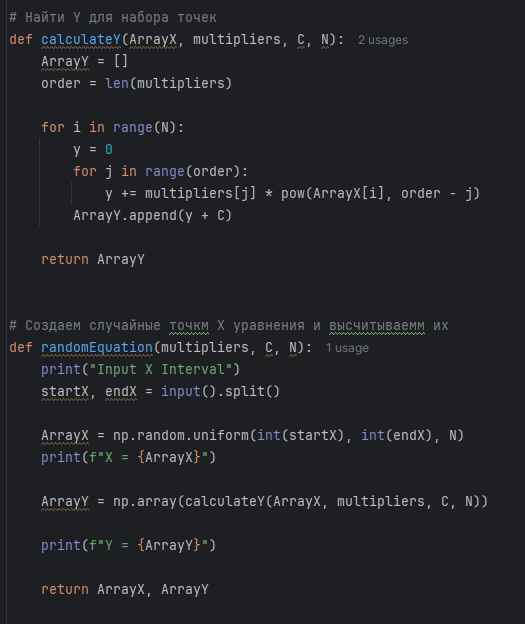 # Найти Y для набора точек
def calculateY(ArrayX, multipliers, C, N): 2 usages
    ArrayY = []
    order = len(multipliers)

    for i in range(N):
        y = 0
        for j in range(order):
            y += multipliers[j] * pow(ArrayX[i], order - j)
        ArrayY.append(y + C)

    return ArrayY


# Создаем случайные точкм X уравнения и высчитываемм их
def randomEquation(multipliers, C, N): 1 usage
    print("Input X Interval")
    startX, endX = input().split()

    ArrayX = np.random.uniform(int(startX), int(endX), N)
    print(f"X = {ArrayX}")

    ArrayY = np.array(calculateY(ArrayX, multipliers, C, N))

    print(f"Y = {ArrayY}")

    return ArrayX, ArrayY